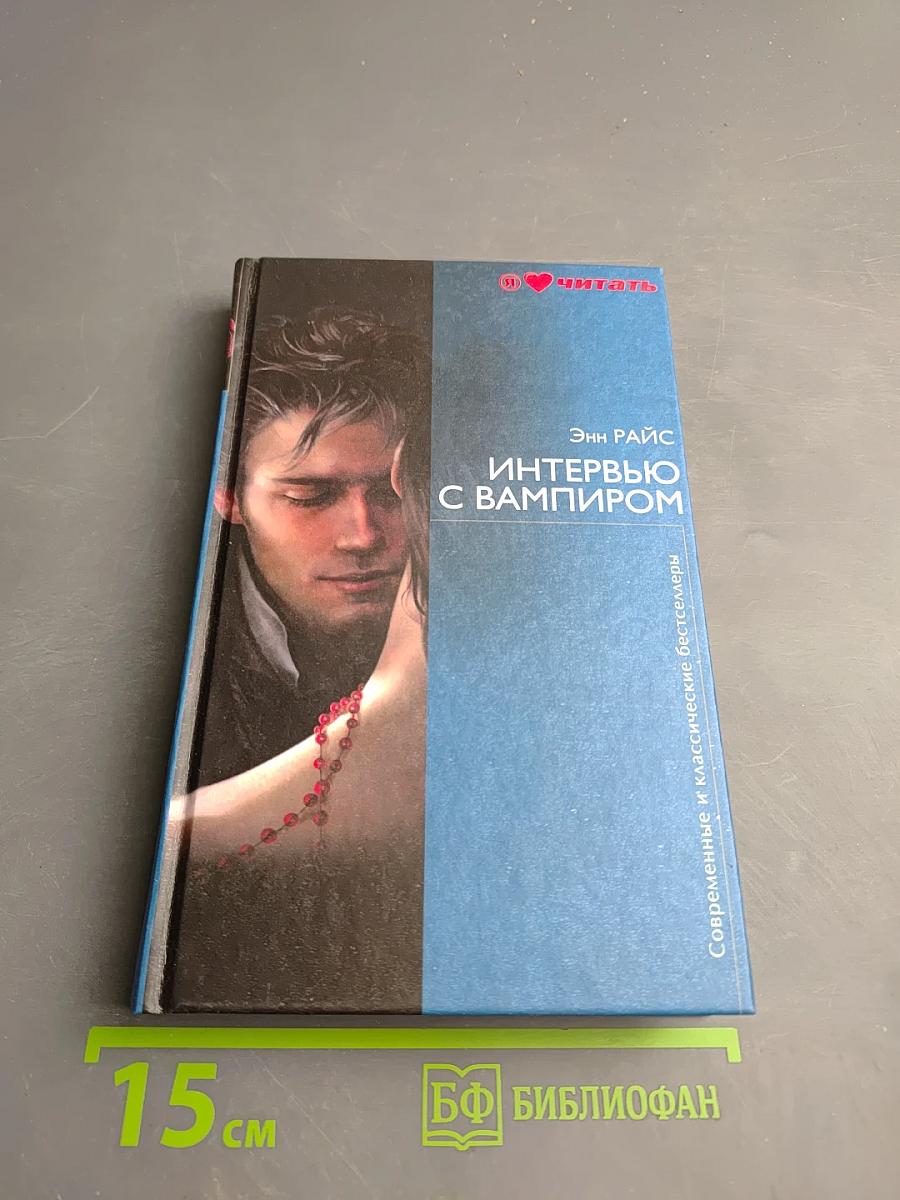 Я читать
Энн РАЙС
ИНТЕРВЬЮ
С ВАМПИРОМ
Современные и классические бестселлеры
15 см
БФ БИБЛИОФАН